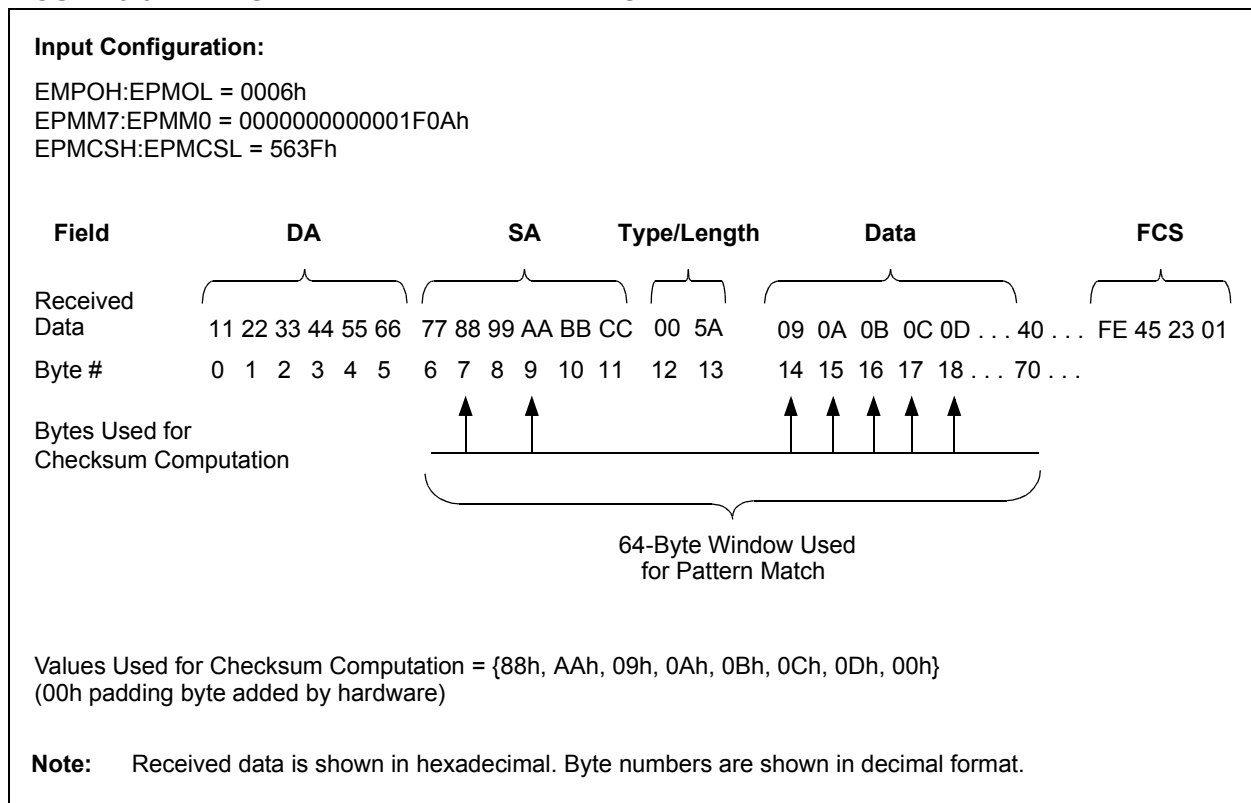 Input Configuration:
EMPOH:EPMOL = 0006h
EPMM7:EPMM0 = 0000000000001F0Ah
EPMCSH:EPMCSL = 563Fh
Field DA SA Type/Length Data FCS
Received
Data 11 22 33 44 55 66 77 88 99 AA BB CC 00 5A 09 0A 0B 0C 0D . . . 40 . . . FE 45 23 01
Byte # 0 1 2 3 4 5 6 7 8 9 10 11 12 13 14 15 16 17 18 . . . 70 . . .
Bytes Used for
Checksum Computation
64-Byte Window Used
for Pattern Match
Values Used for Checksum Computation = {88h, AAh, 09h, 0Ah, 0Bh, 0Ch, 0Dh, 00h}
(00h padding byte added by hardware)
Note: Received data is shown in hexadecimal. Byte numbers are shown in decimal format.